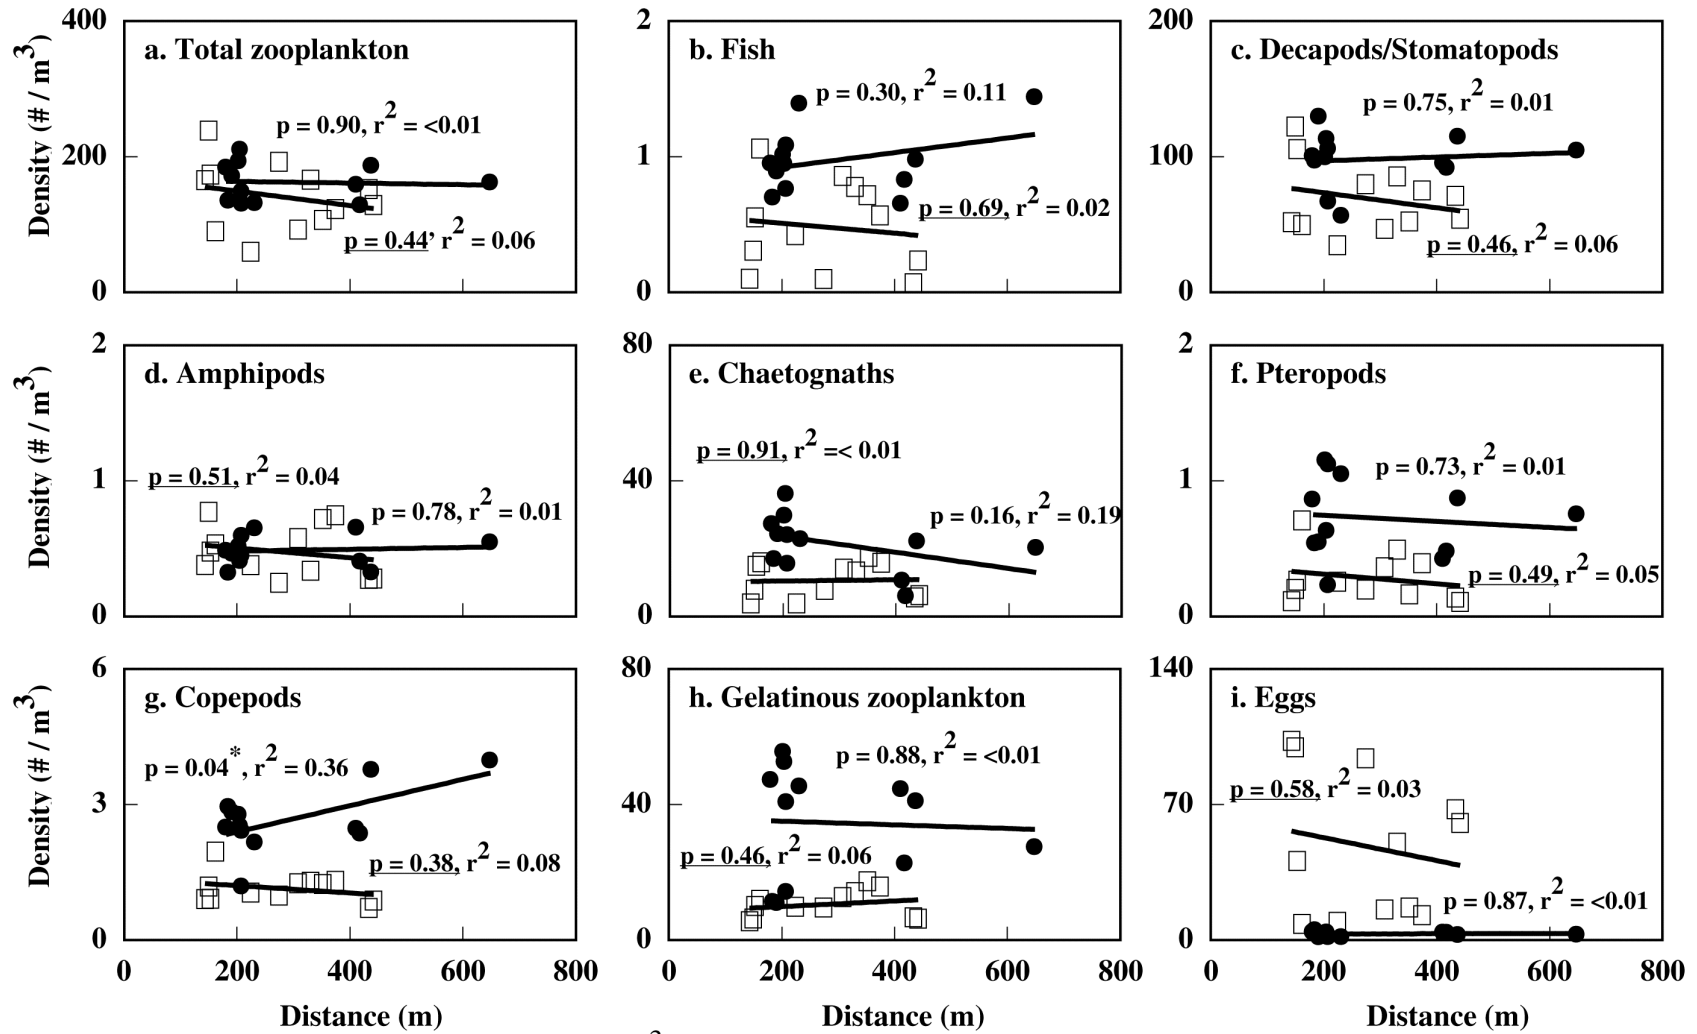 400
200
0
Density (# / m3)
a. Total zooplankton
p = 0.90, r2 = <0.01
p = 0.44, r2 = 0.06
2
1
0
b. Fish
p = 0.30, r2 = 0.11
p = 0.69, r2 = 0.02
200
100
0
c. Decapods/Stomatopods
p = 0.75, r2 = 0.01
p = 0.46, r2 = 0.06
2
1
0
Density (# / m3)
d. Amphipods
p = 0.51, r2 = 0.04
p = 0.78, r2 = 0.01
80
40
0
e. Chaetognaths
p = 0.91, r2 =< 0.01
p = 0.16, r2 = 0.19
2
1
0
f. Pteropods
p = 0.73, r2 = 0.01
p = 0.49, r2 = 0.05
6
3
0
Density (# / m3)
g. Copepods
p = 0.04*, r2 = 0.36
p = 0.38, r2 = 0.08
0 200 400 600 800
Distance (m)
80
40
0
h. Gelatinous zooplankton
p = 0.88, r2 = <0.01
p = 0.46, r2 = 0.06
0 200 400 600 800
Distance (m)
140
70
0
i. Eggs
p = 0.58, r2 = 0.03
p = 0.87, r2 = <0.01
0 200 400 600 800
Distance (m)